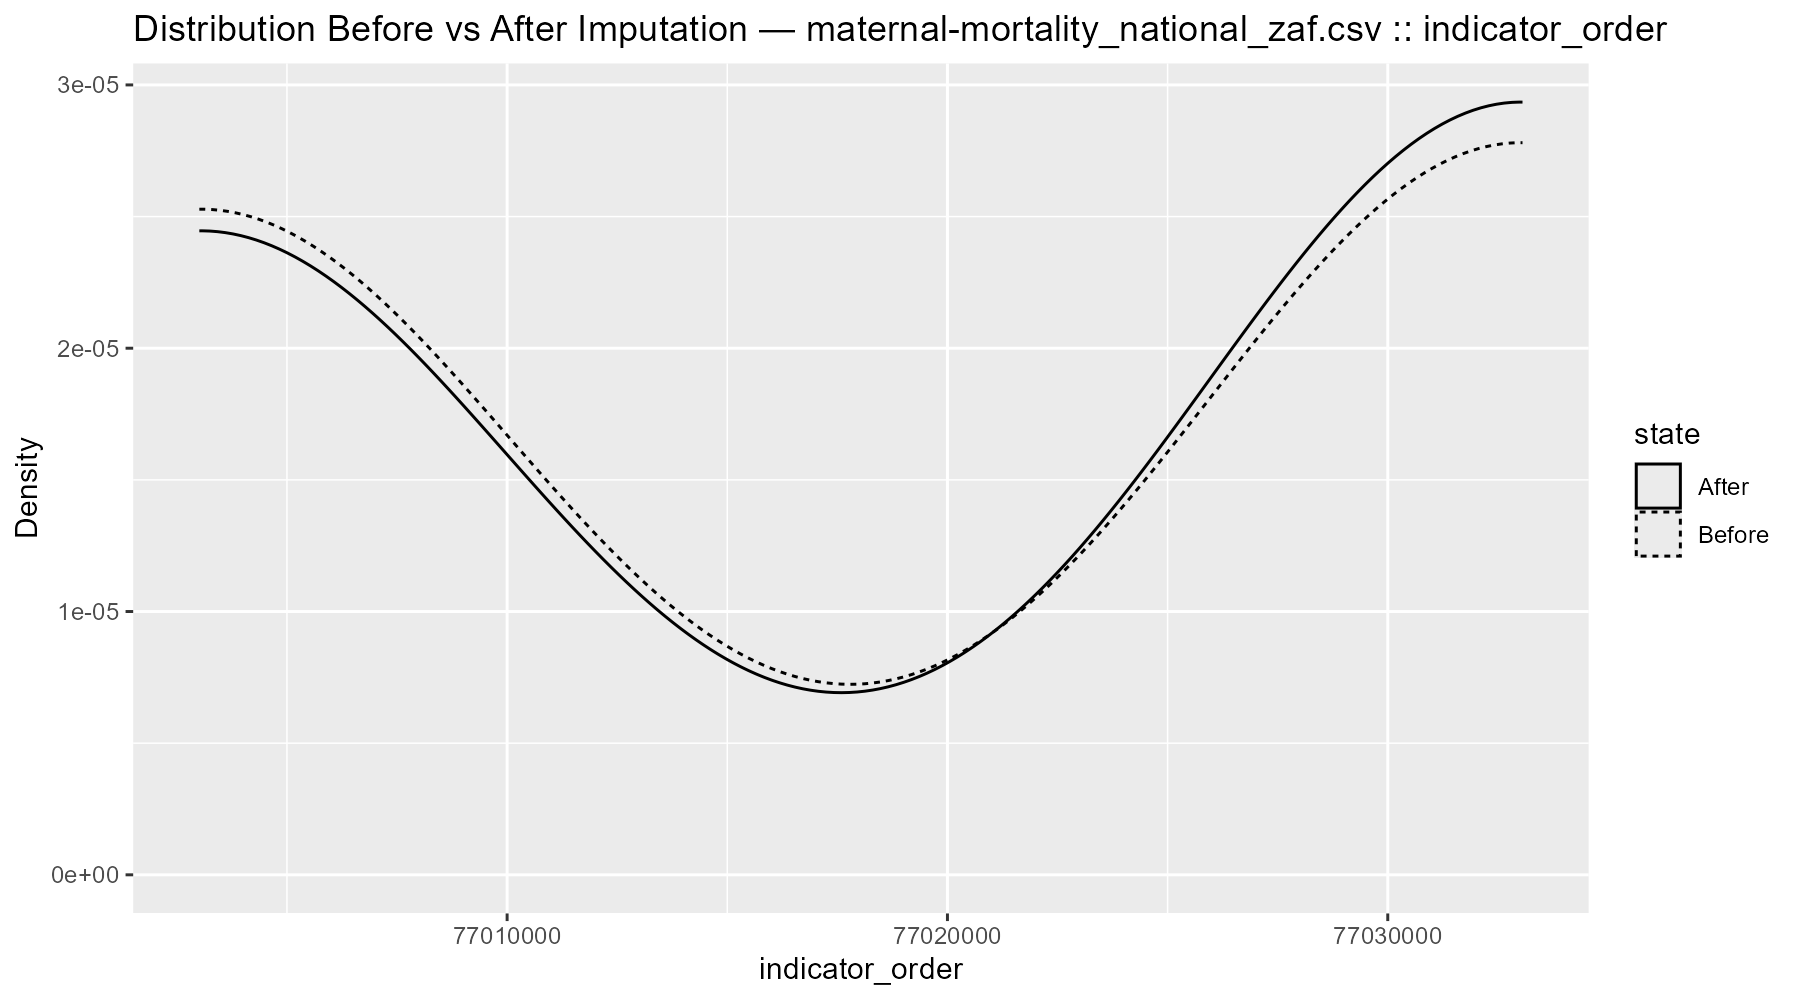 Distribution Before vs After Imputation — maternal-mortality_national_zaf.csv :: indicator_order
3e-05
2e-05
1e-05
0e+00
Density
77010000
77020000
77030000
indicator_order
state
After
Before